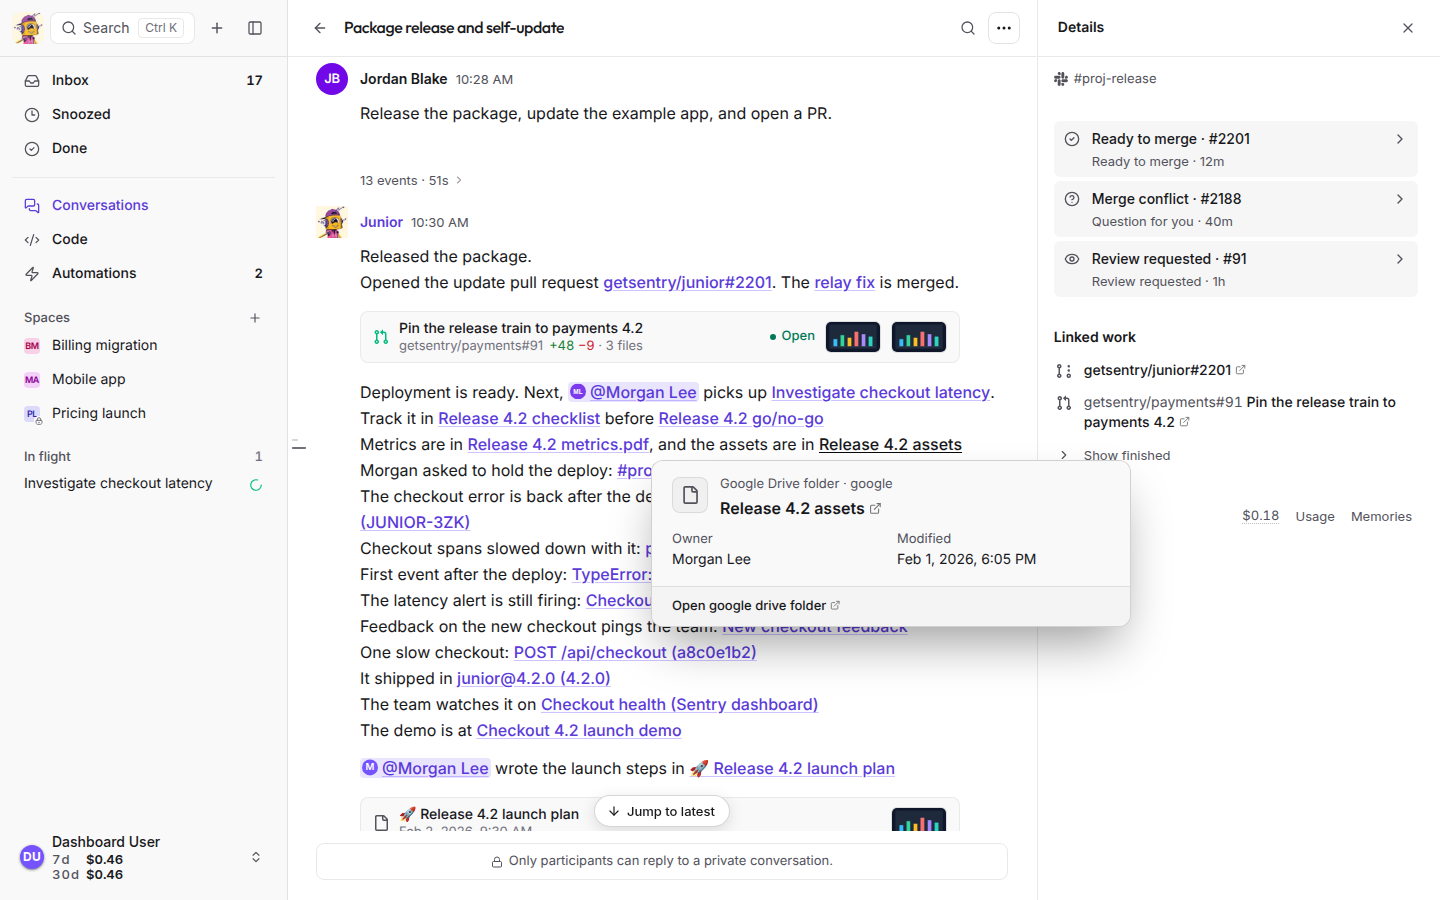 Search
Ctrl K
Inbox
17
Snoozed
Done
Conversations
Code
Automations
2
Spaces
BM
Billing migration
MA
Mobile app
PL
Pricing launch
In flight
1
Investigate checkout latency
DU
Dashboard User
7d $0.46
30d $0.46
Package release and self-update
JB
Jordan Blake 10:28 AM
Release the package, update the example app, and open a PR.
13 events · 51s
Junior 10:30 AM
Released the package.
Opened the update pull request getsentry/junior#2201. The relay fix is merged.
Pin the release train to payments 4.2
getsentry/payments#91 +48 −9 · 3 files
Open
Deployment is ready. Next, ML @Morgan Lee picks up Investigate checkout latency.
Track it in Release 4.2 checklist before Release 4.2 go/no-go
Metrics are in Release 4.2 metrics.pdf, and the assets are in Release 4.2 assets
Morgan asked to hold the deploy: #pro
The checkout error is back after the de
(JUNIOR-3ZK)
Checkout spans slowed down with it: p
First event after the deploy: TypeError:
The latency alert is still firing: Checkou
Feedback on the new checkout pings the team: New checkout feedback
One slow checkout: POST /api/checkout (a8c0e1b2)
It shipped in junior@4.2.0 (4.2.0)
The team watches it on Checkout health (Sentry dashboard)
The demo is at Checkout 4.2 launch demo
M @Morgan Lee wrote the launch steps in 🚀 Release 4.2 launch plan
🚀 Release 4.2 launch plan
Feb 2, 2026, 9:30 AM
Jump to latest
Only participants can reply to a private conversation.
Google Drive folder · google
Release 4.2 assets
Owner
Morgan Lee
Modified
Feb 1, 2026, 6:05 PM
Open google drive folder
Details
#proj-release
Ready to merge · #2201
Ready to merge · 12m
Merge conflict · #2188
Question for you · 40m
Review requested · #91
Review requested · 1h
Linked work
getsentry/junior#2201
getsentry/payments#91 Pin the release train to
payments 4.2
Show finished
$0.18
Usage
Memories